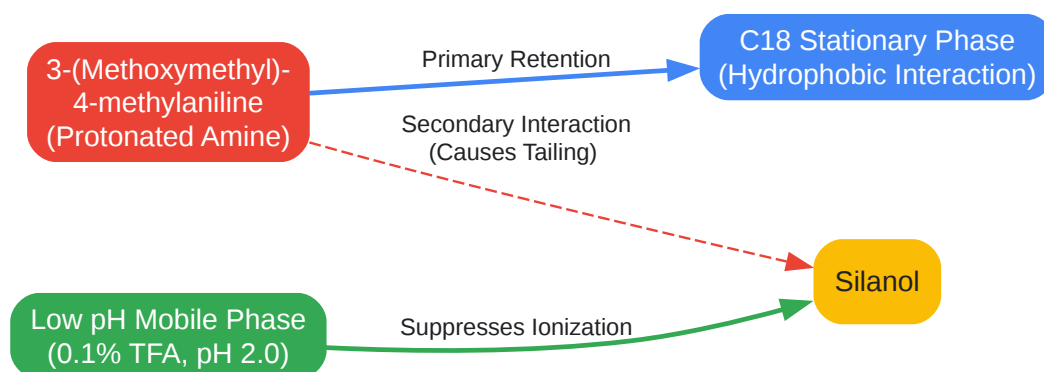 3-(Methoxymethyl)-
4-methylaniline
(Protonated Amine)
Primary Retention
C18 Stationary Phase
(Hydrophobic Interaction)
Secondary Interaction
(Causes Tailing)
Silanol
Low pH Mobile Phase
(0.1% TFA, pH 2.0)
Suppresses Ionization